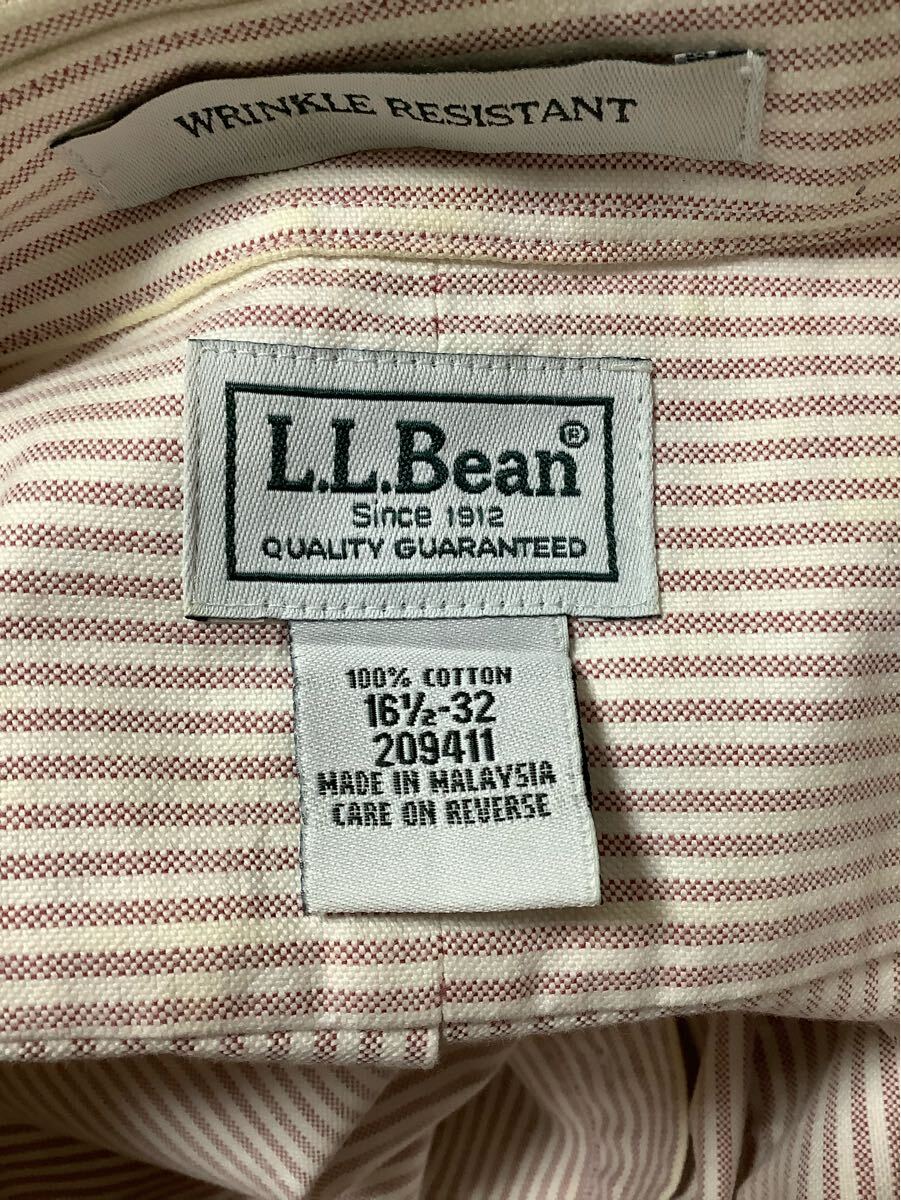 WRINKLE RESISTANT
L.L.Bean®
Since 1912
QUALITY GUARANTEED
100% COTTON
16½-32
209411
MADE IN MALAYSIA
CARE ON REVERSE